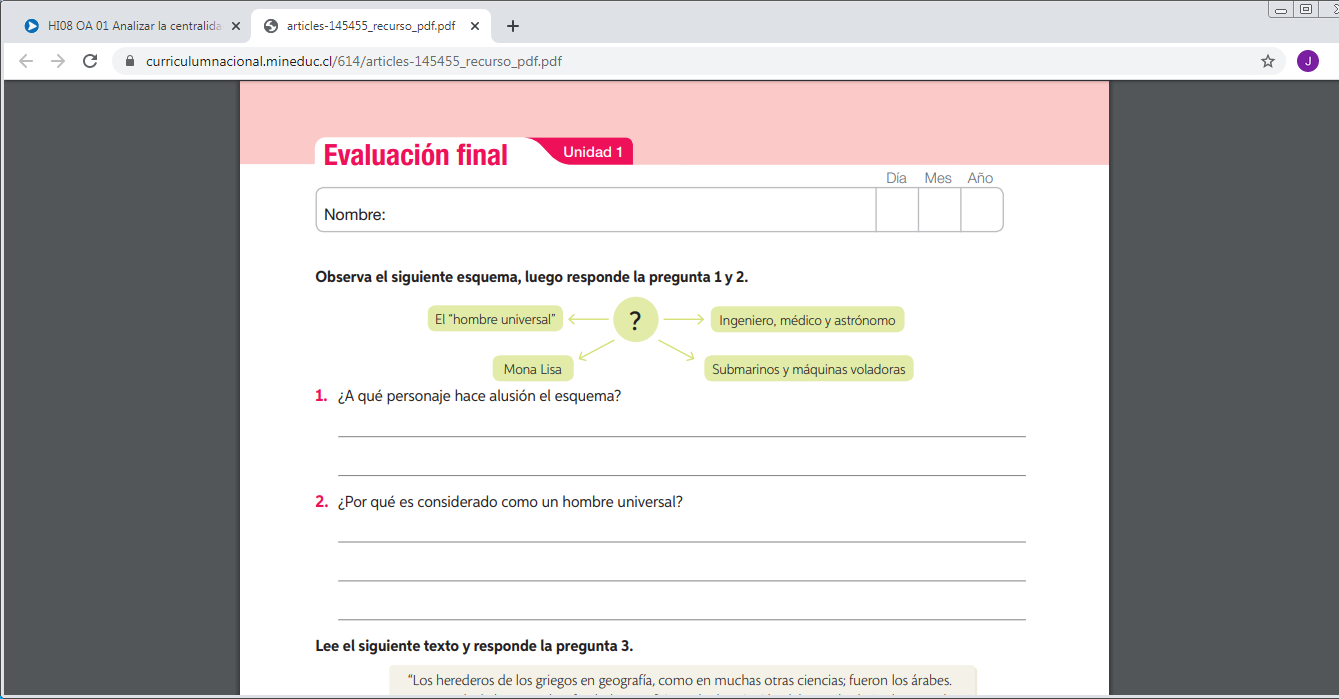 HI08 OA 01 Analizar la centralida
articles-145455_recurso_pdf.pdf
curriculumnacional.mineduc.cl/614/articles-145455_recurso_pdf.pdf
J
Evaluación final
Unidad 1
Día Mes Año
Nombre:
Observa el siguiente esquema, luego responde la pregunta 1 y 2.
El "hombre universal"
?
Ingeniero, médico y astrónomo
Mona Lisa
Submarinos y máquinas voladoras
1. ¿A qué personaje hace alusión el esquema?
2. ¿Por qué es considerado como un hombre universal?
Lee el siguiente texto y responde la pregunta 3.
"Los herederos de los griegos en geografía, como en muchas otras ciencias; fueron los árabes.